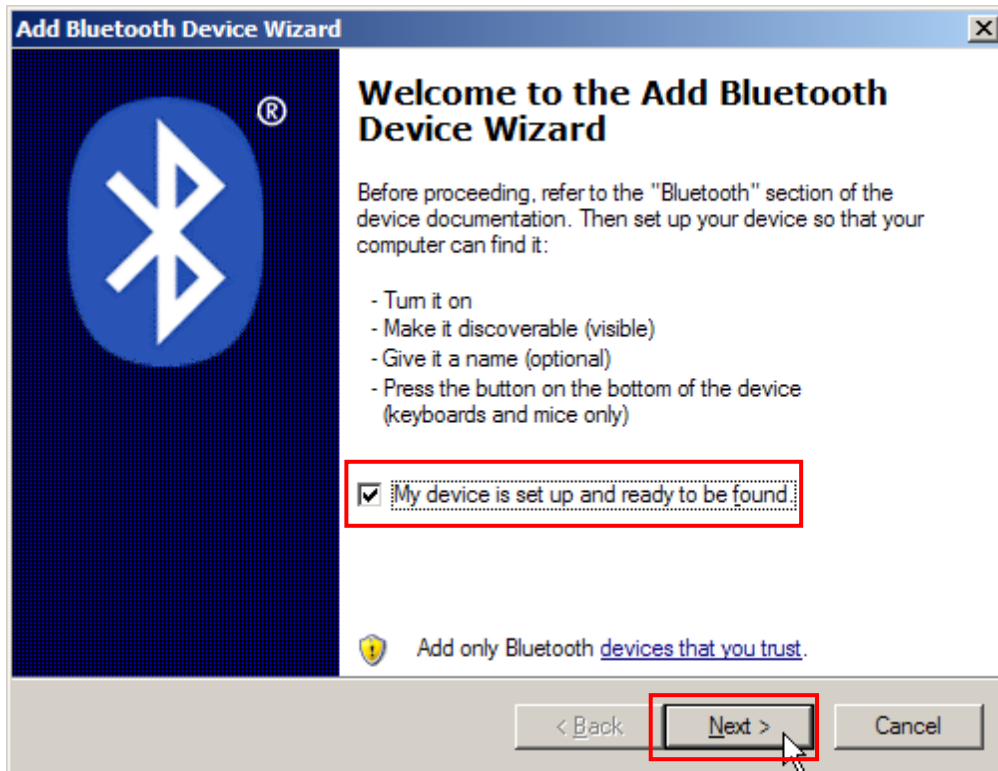 Add Bluetooth Device Wizard
®
Welcome to the Add Bluetooth
Device Wizard
Before proceeding, refer to the "Bluetooth" section of the
device documentation. Then set up your device so that your
computer can find it:
- Turn it on
- Make it discoverable (visible)
- Give it a name (optional)
- Press the button on the bottom of the device
(keyboards and mice only)
My device is set up and ready to be found.
Add only Bluetooth devices that you trust.
< Back Next > Cancel